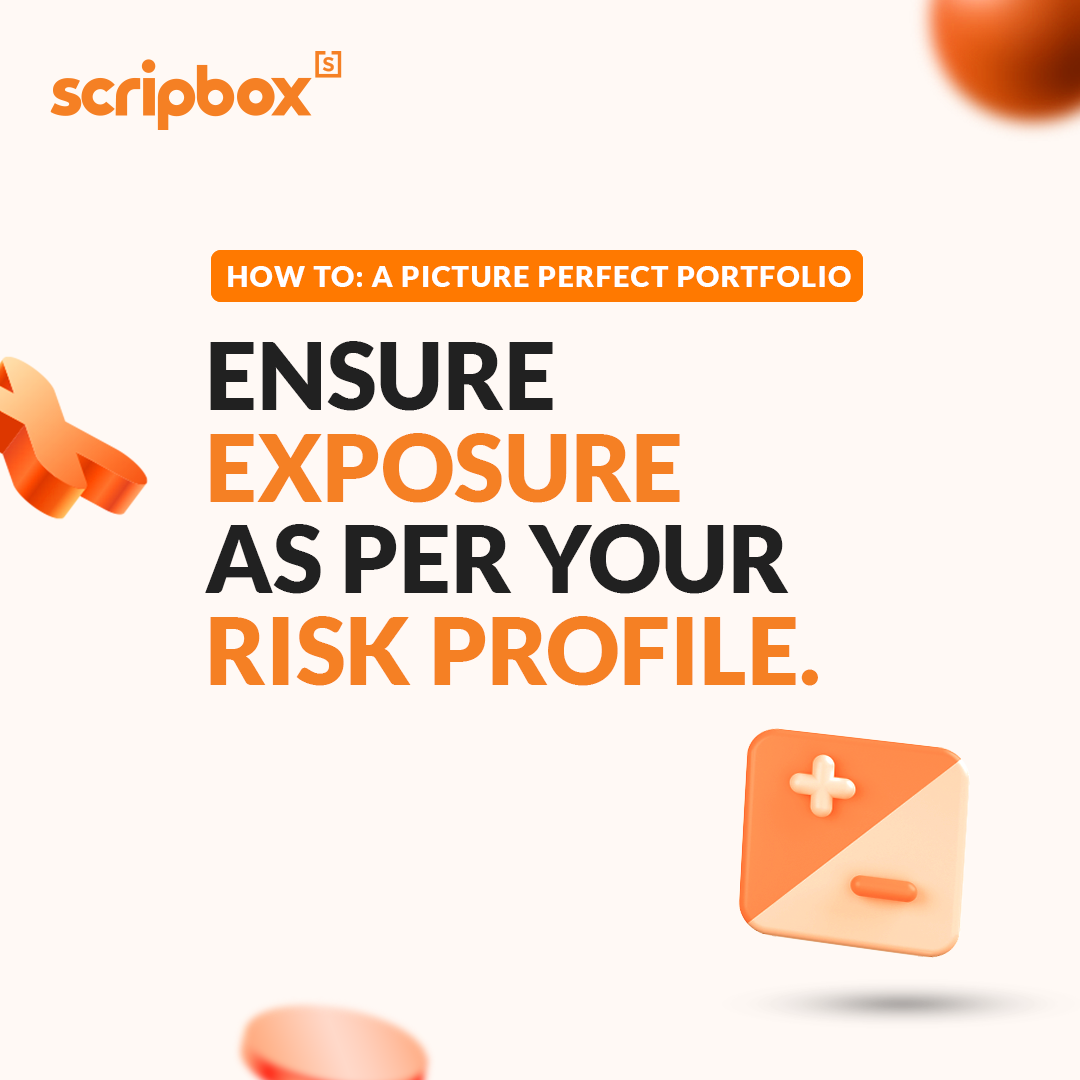 scripbox [s]
HOW TO: A PICTURE PERFECT PORTFOLIO
ENSURE
EXPOSURE
AS PER YOUR
RISK PROFILE.
+
-